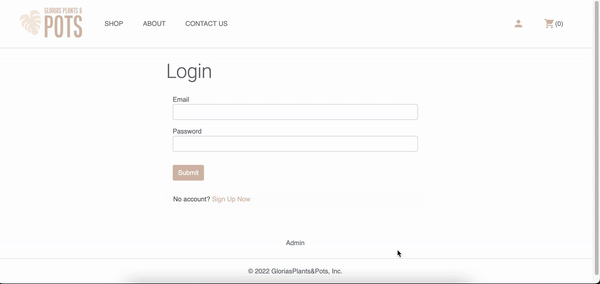 GLORIAS PLANTS &
POTS
SHOP ABOUT CONTACT US (0)
Login
Email
Password
Submit
No account? Sign Up Now
Admin
© 2022 GloriasPlants&Pots, Inc.